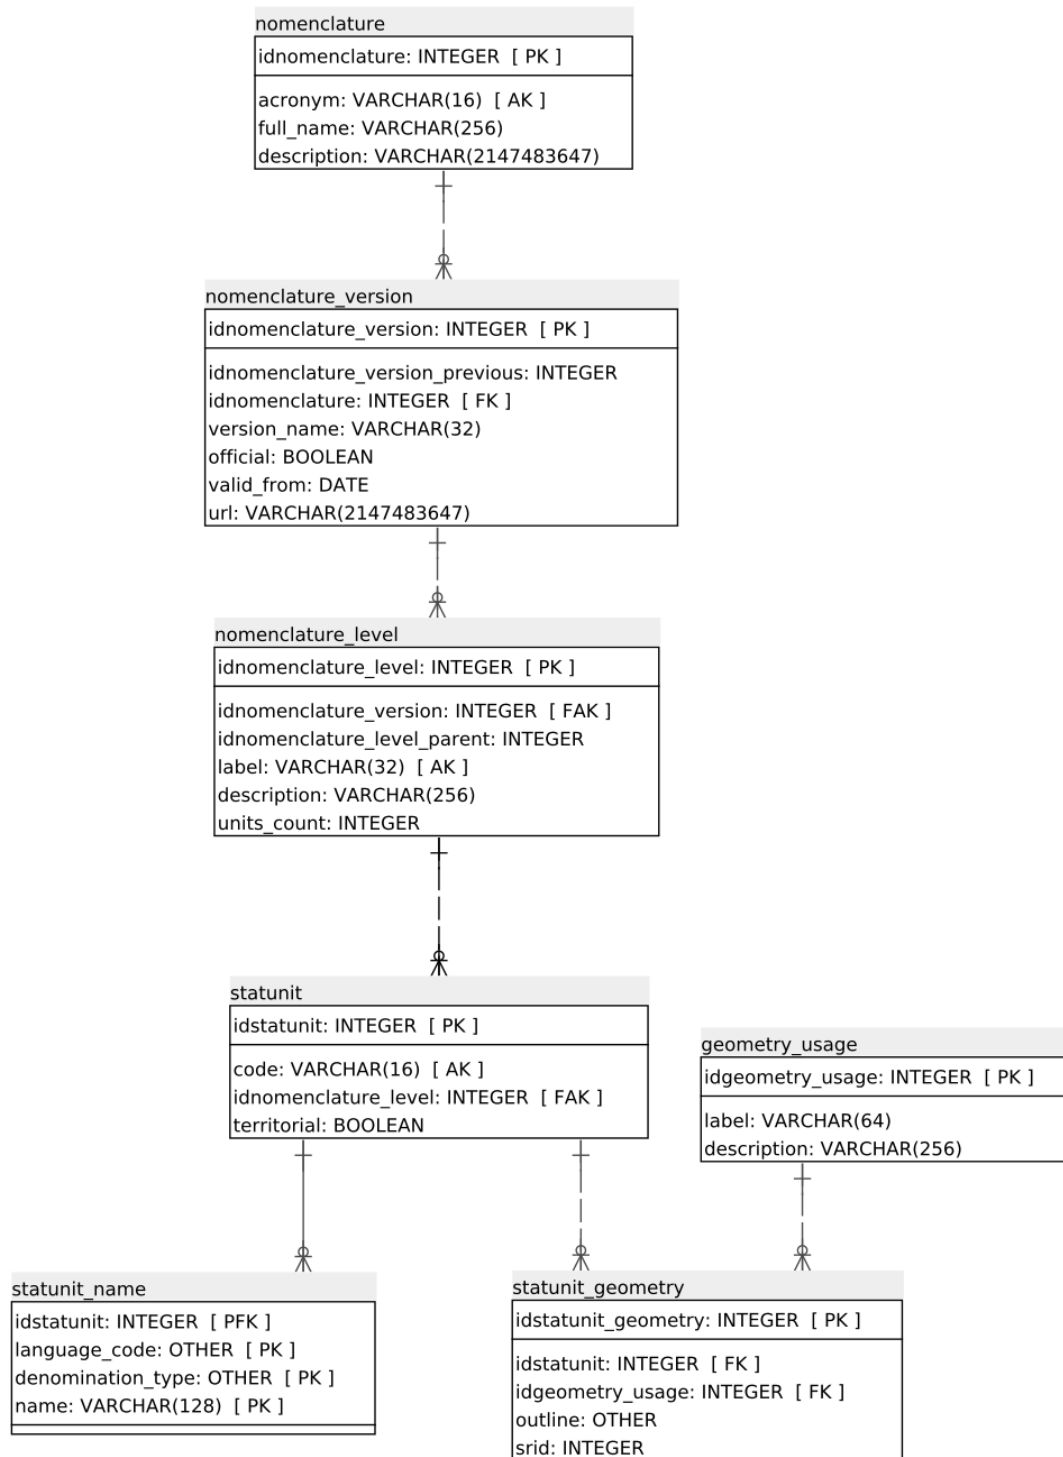 nomenclature
idnomenclature: INTEGER [ PK ]
acronym: VARCHAR(16) [ AK ]
full_name: VARCHAR(256)
description: VARCHAR(2147483647)
nomenclature_version
idnomenclature_version: INTEGER [ PK ]
idnomenclature_version_previous: INTEGER
idnomenclature: INTEGER [ FK ]
version_name: VARCHAR(32)
official: BOOLEAN
valid_from: DATE
url: VARCHAR(2147483647)
nomenclature_level
idnomenclature_level: INTEGER [ PK ]
idnomenclature_version: INTEGER [ FAK ]
idnomenclature_level_parent: INTEGER
label: VARCHAR(32) [ AK ]
description: VARCHAR(256)
units_count: INTEGER
statunit
idstatunit: INTEGER [ PK ]
code: VARCHAR(16) [ AK ]
idnomenclature_level: INTEGER [ FAK ]
territorial: BOOLEAN
geometry_usage
idgeometry_usage: INTEGER [ PK ]
label: VARCHAR(64)
description: VARCHAR(256)
statunit_name
idstatunit: INTEGER [ PFK ]
language_code: OTHER [ PK ]
denomination_type: OTHER [ PK ]
name: VARCHAR(128) [ PK ]
statunit_geometry
idstatunit_geometry: INTEGER [ PK ]
idstatunit: INTEGER [ FK ]
idgeometry_usage: INTEGER [ FK ]
outline: OTHER
srid: INTEGER